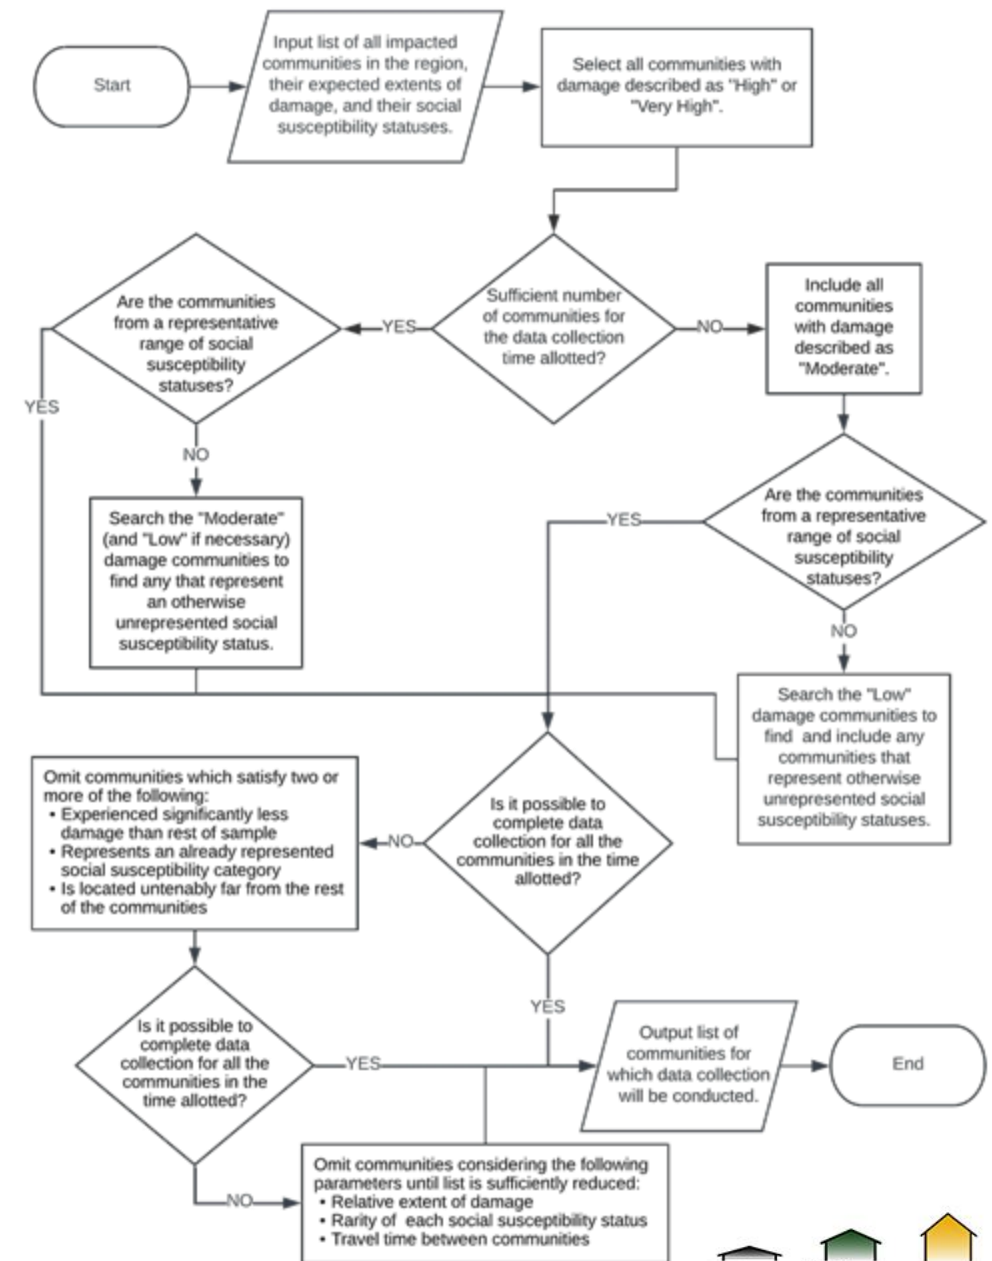 Start
Input list of all impacted
communities in the region,
their expected extents of
damage, and their social
susceptibility statuses.
Select all communities with
damage described as "High" or
"Very High".
Are the communities
from a representative
range of social
susceptibility
statuses?
YES
Sufficient number
of communities for
the data collection
time allotted?
NO
Include all
communities
with damage
described as
"Moderate".
YES
NO
Search the "Moderate"
(and "Low" if necessary)
damage communities to
find any that represent
an otherwise
unrepresented social
susceptibility status.
YES
Are the communities
from a representative
range of social
susceptibility
statuses?
NO
Search the "Low"
damage communities to
find and include any
communities that
represent otherwise
unrepresented social
susceptibility statuses.
Omit communities which satisfy two or
more of the following:
• Experienced significantly less
damage than rest of sample
• Represents an already represented
social susceptibility category
• Is located untenably far from the rest
of the communities
NO
Is it possible to
complete data
collection for all the
communities in the time
allotted?
YES
Is it possible to
complete data
collection for all the
communities in the
time allotted?
YES
Output list of
communities for
which data collection
will be conducted.
End
NO
Omit communities considering the following
parameters until list is sufficiently reduced:
• Relative extent of damage
• Rarity of each social susceptibility status
• Travel time between communities